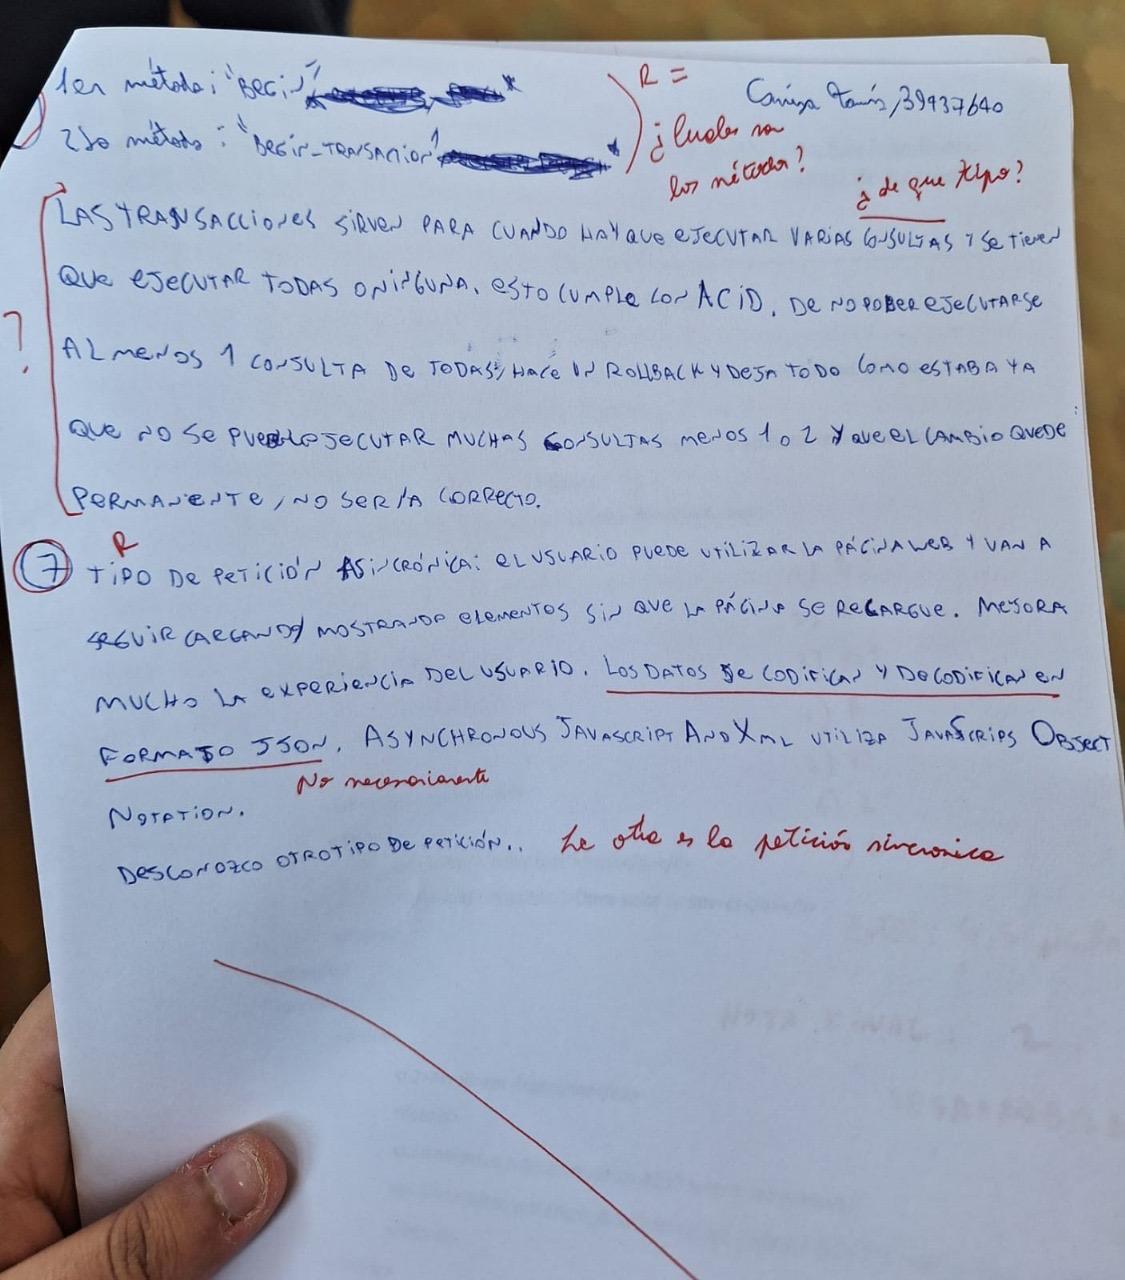 1er método: "BEGIN"
R =
Caniza Tomás, 39937640
2do método: "BEGIN-TRANSACTION"
¿Cuales son
los métodos?
¿de que tipo?
LAS TRANSACCIONES SIRVEN PARA CUANDO HAY QUE EJECUTAR VARIAS CONSULTAS Y SE TIENEN
QUE EJECUTAR TODAS O NINGUNA. ESTO CUMPLE CON ACID. DE NO PODER EJECUTARSE
?
AL MENOS 1 CONSULTA DE TODAS, HACE UN ROLLBACK Y DEJA TODO COMO ESTABA YA
QUE NO SE PUEDE EJECUTAR MUCHAS CONSULTAS MENOS 1 O 2 Y QUE EL CAMBIO QUEDE
PERMANENTE, NO SERÍA CORRECTO.
R
7 TIPO DE PETICIÓN ASINCRÓNICA: EL USUARIO PUEDE UTILIZAR LA PÁGINA WEB Y VAN A
SEGUIR CARGANDO/ MOSTRANDO ELEMENTOS SIN QUE LA PÁGINA SE RECARGUE. MEJORA
MUCHO LA EXPERIENCIA DEL USUARIO. LOS DATOS SE CODIFICAN Y DECODIFICAN EN
FORMATO JSON. ASYNCHRONOUS JAVASCRIPT AND XML UTILIZA JAVASCRIPS OBJECT
No necesariamente
NOTATION.
DESCONOZCO OTRO TIPO DE PETICIÓN.. La otra es la petición sincronica